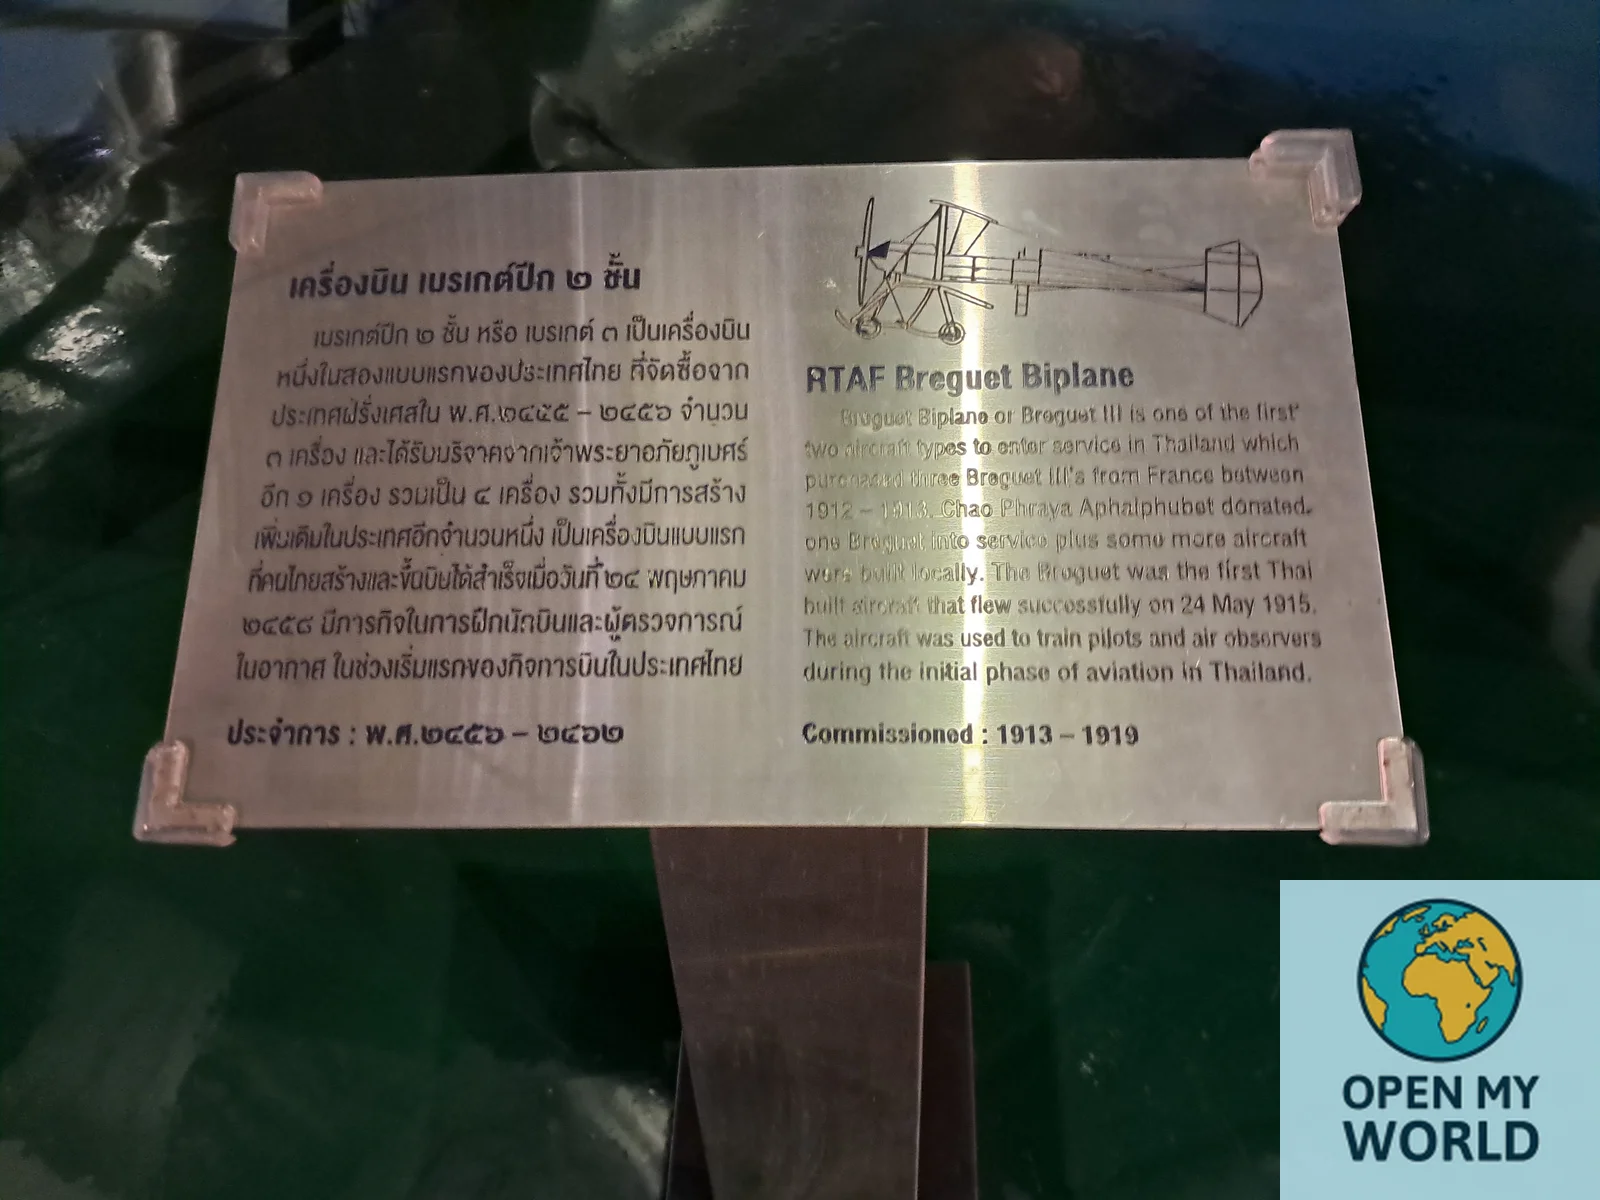 เครื่องบิน เบรเกต์ปีก ๒ ชั้น
เบรเกต์ปีก ๒ ชั้น หรือ เบรเกต์ ๓ เป็นเครื่องบิน
หนึ่งในสองแบบแรกของประเทศไทย ที่จัดซื้อจาก
ประเทศฝรั่งเศสใน พ.ศ.๒๔๕๕ – ๒๔๕๖ จำนวน
๓ เครื่อง และได้รับบริจาคจากเจ้าพระยาอภัยภูเบศร์
อีก ๑ เครื่อง รวมเป็น ๔ เครื่อง รวมทั้งมีการสร้าง
เพิ่มเติมในประเทศอีกจำนวนหนึ่ง เป็นเครื่องบินแบบแรก
ที่คนไทยสร้างและขึ้นบินได้สำเร็จเมื่อวันที่ ๒๔ พฤษภาคม
๒๔๕๘ มีภารกิจในการฝึกนักบินและผู้ตรวจการณ์
ในอากาศ ในช่วงเริ่มแรกของกิจการบินในประเทศไทย
ประจำการ : พ.ศ.๒๔๕๖ – ๒๔๖๒
RTAF Breguet Biplane
Breguet Biplane or Breguet III is one of the first
two aircraft types to enter service in Thailand which
purchased three Breguet III's from France between
1912 – 1913. Chao Phraya Aphaiphubet donated
one Breguet into service plus some more aircraft
were built locally. The Breguet was the first Thai
built aircraft that flew successfully on 24 May 1915.
The aircraft was used to train pilots and air observers
during the initial phase of aviation in Thailand.
Commissioned : 1913 – 1919
OPEN MY
WORLD